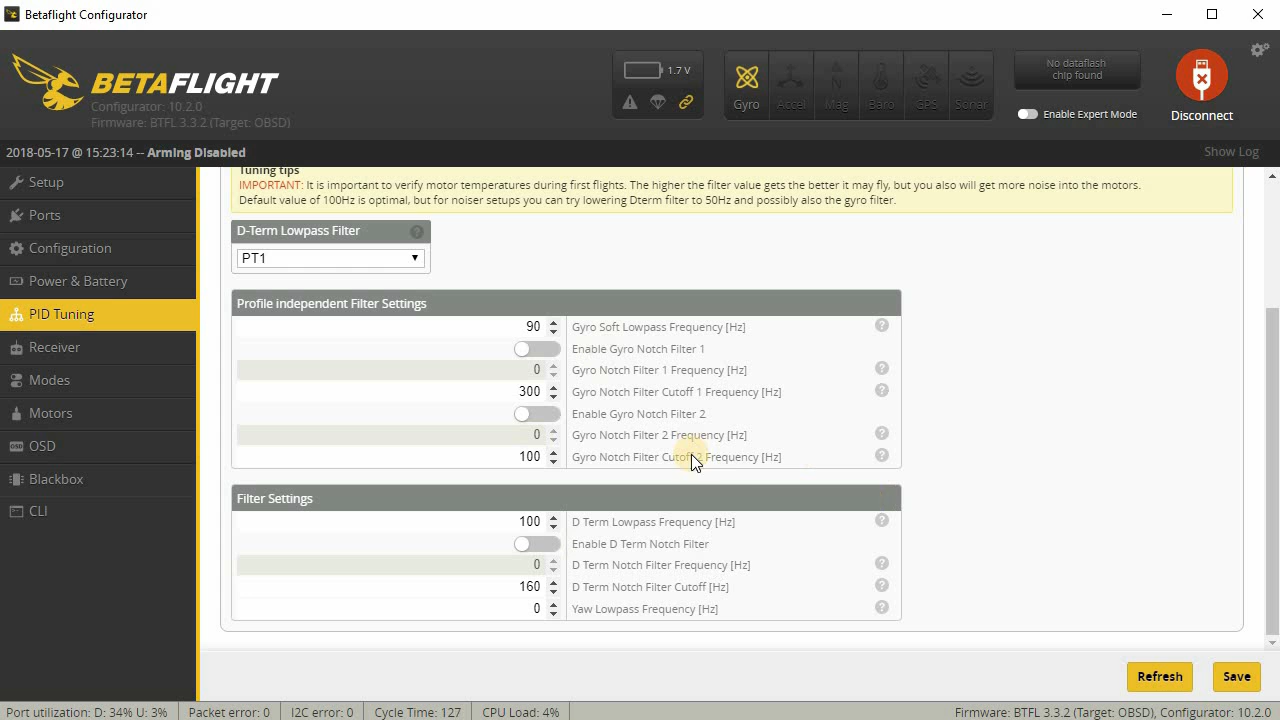 Betaflight Configurator
BETAFLIGHT
Configurator: 10.2.0
Firmware: BTFL 3.3.2 (Target: OBSD)
1.7 V
Gyro
Accel
Mag
Baro
GPS
Sonar
No dataflash
chip found
Enable Expert Mode
Disconnect
2018-05-17 @ 15:23:14 -- Arming Disabled
Show Log
Setup
Ports
Configuration
Power & Battery
PID Tuning
Receiver
Modes
Motors
OSD
OSD
Blackbox
CLI
Tuning tips
IMPORTANT: It is important to verify motor temperatures during first flights. The higher the filter value gets the better it may fly, but you also will get more noise into the motors.
Default value of 100Hz is optimal, but for noiser setups you can try lowering Dterm filter to 50Hz and possibly also the gyro filter.
D-Term Lowpass Filter ?
PT1
Profile independent Filter Settings
90 Gyro Soft Lowpass Frequency [Hz] ?
Enable Gyro Notch Filter 1
0 Gyro Notch Filter 1 Frequency [Hz] ?
300 Gyro Notch Filter Cutoff 1 Frequency [Hz] ?
Enable Gyro Notch Filter 2
0 Gyro Notch Filter 2 Frequency [Hz] ?
100 Gyro Notch Filter Cutoff 2 Frequency [Hz] ?
Filter Settings
100 D Term Lowpass Frequency [Hz] ?
Enable D Term Notch Filter
0 D Term Notch Filter Frequency [Hz] ?
160 D Term Notch Filter Cutoff [Hz] ?
0 Yaw Lowpass Frequency [Hz] ?
Refresh
Save
Port utilization: D: 34% U: 3%
Packet error: 0
I2C error: 0
Cycle Time: 127
CPU Load: 4%
Firmware: BTFL 3.3.2 (Target: OBSD), Configurator: 10.2.0